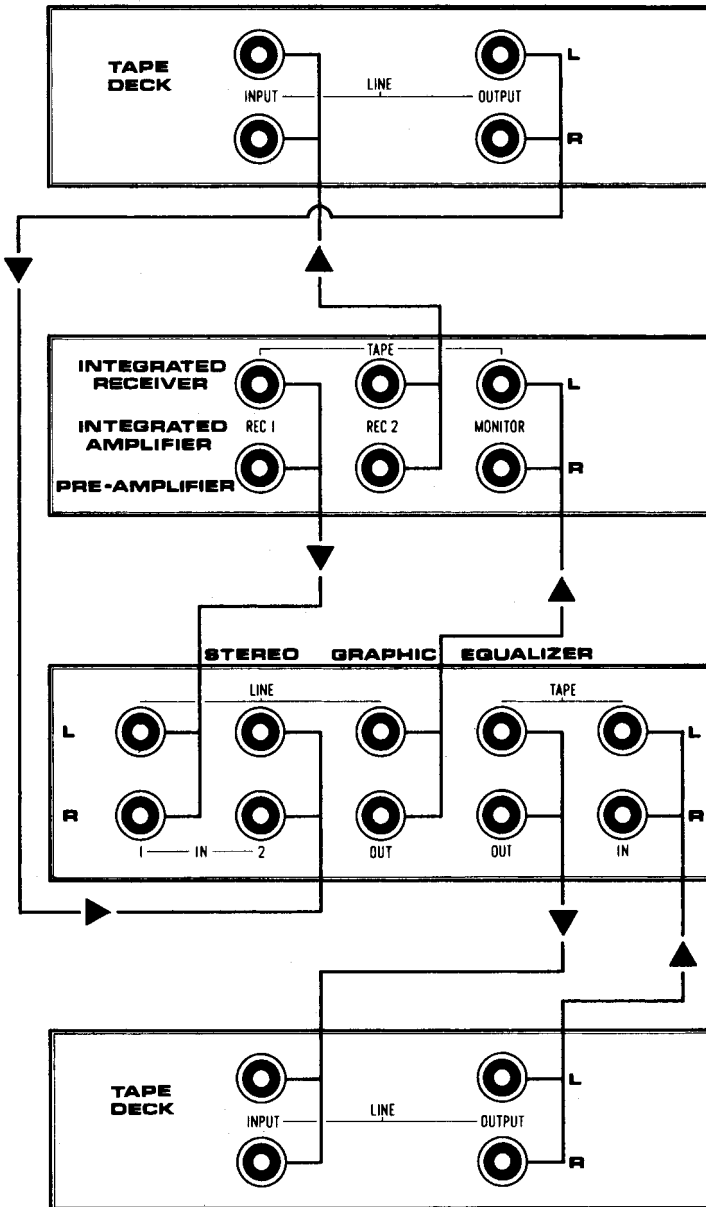 TAPE
DECK
L
INPUT
LINE
OUTPUT
R
TAPE
INTEGRATED
RECEIVER
L
INTEGRATED
AMPLIFIER
REC 1
REC 2
MONITOR
PRE-AMPLIFIER
R
STEREO GRAPHIC EQUALIZER
LINE
TAPE
L
L
R
R
1 IN 2
OUT
OUT
IN
TAPE
DECK
L
INPUT
LINE
OUTPUT
R